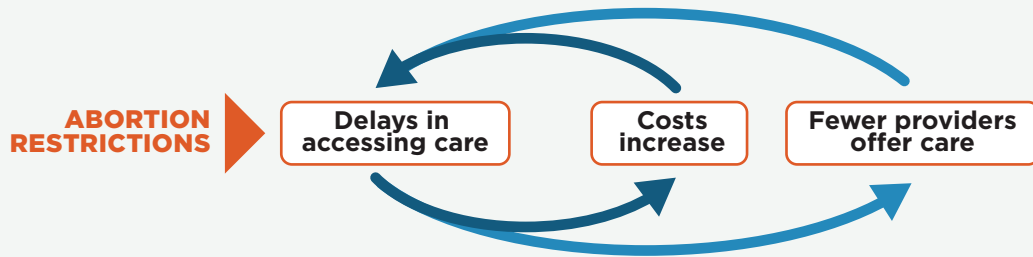 ABORTION
RESTRICTIONS
Delays in
accessing care
Costs
increase
Fewer providers
offer care